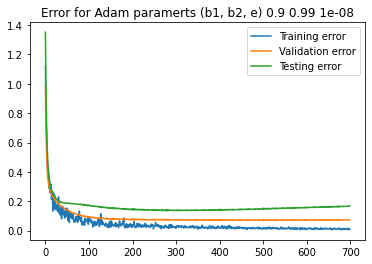 Error for Adam paramerts (b1, b2, e) 0.9 0.99 1e-08
1.4
1.2
1.0
0.8
0.6
0.4
0.2
0.0
Training error
Validation error
Testing error
0 100 200 300 400 500 600 700